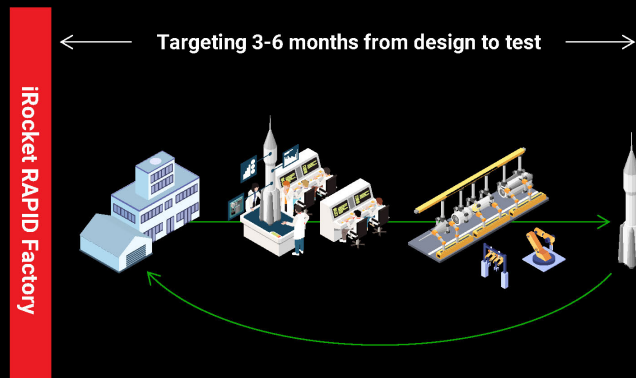 Targeting 3-6 months from design to test
iRocket RAPID Factory